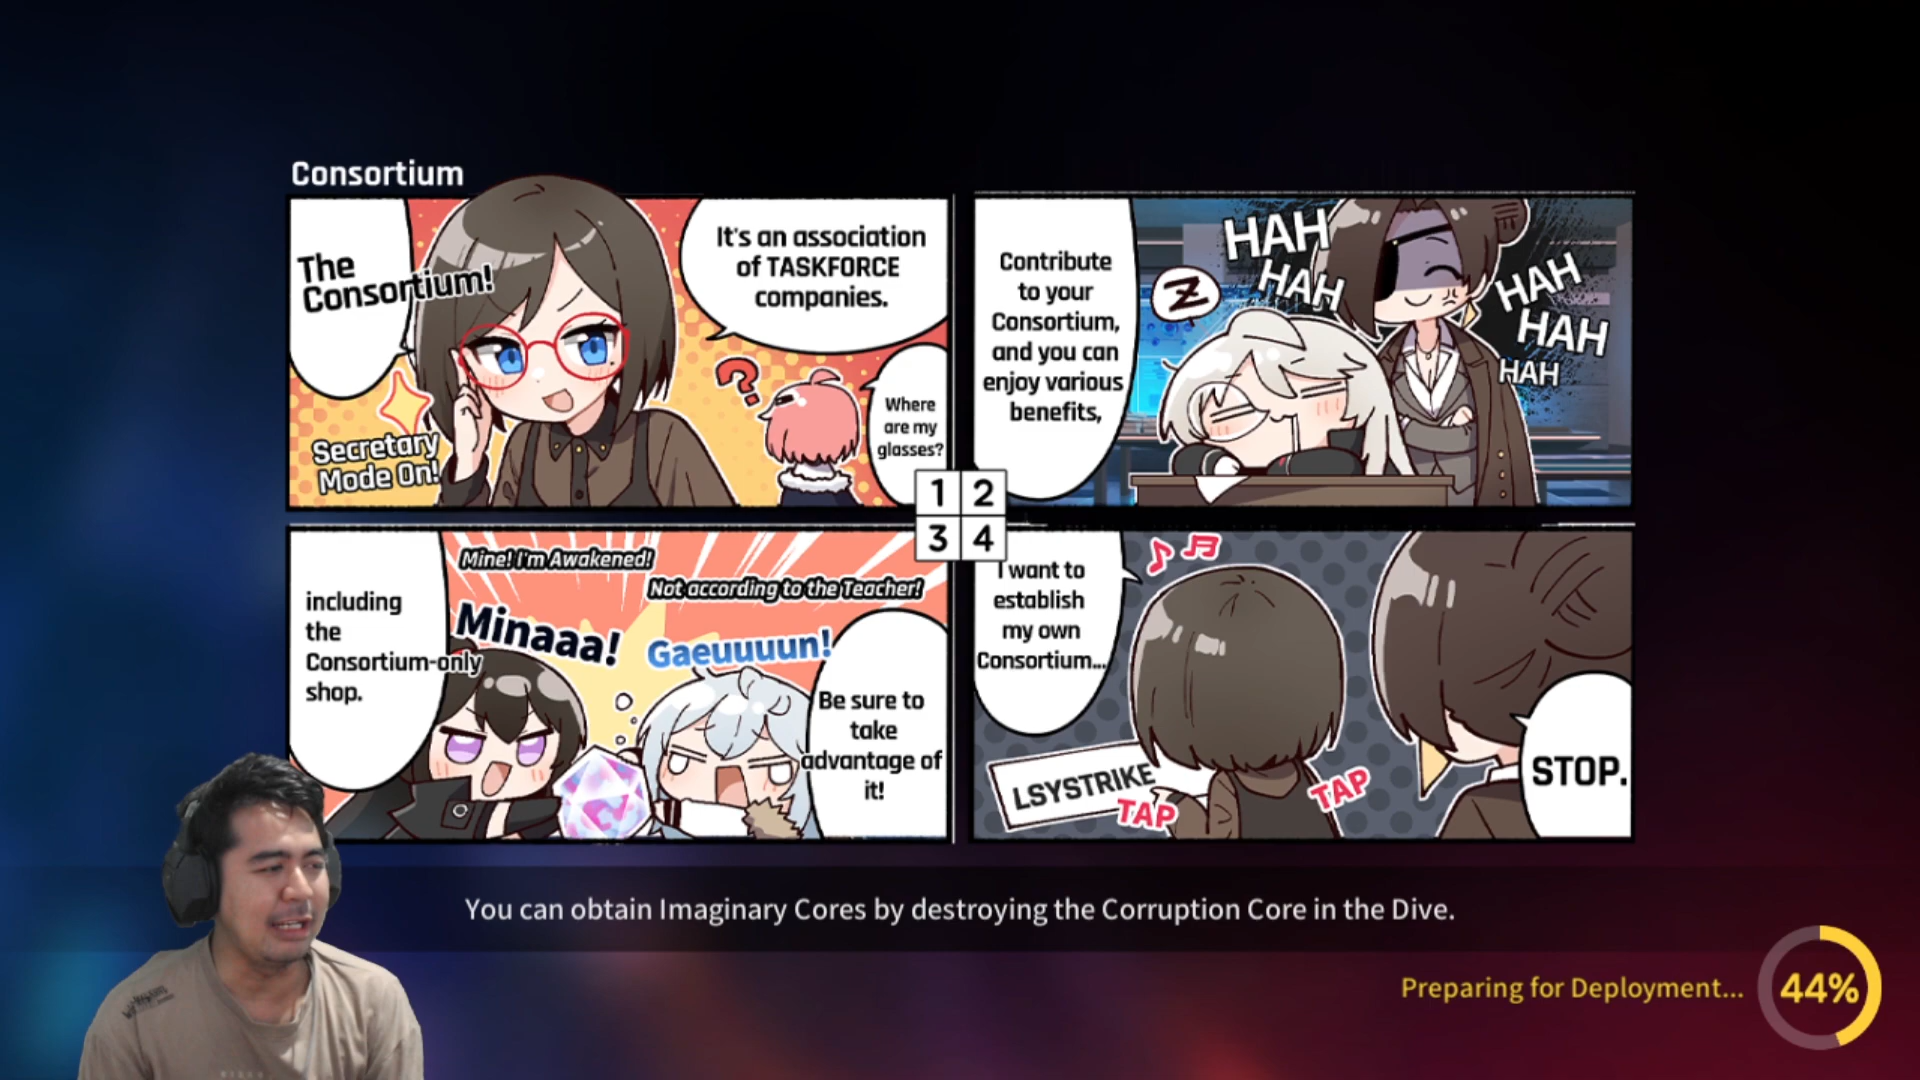 Consortium
The
Consortium!
It's an association
of TASKFORCE
companies.
Secretary
Mode On!
?
Where
are my
glasses?
Contribute
to your
Consortium,
and you can
enjoy various
benefits,
Z
HAH
HAH
HAH
HAH
HAH
1 2
3 4
including
the
Consortium-only
shop.
Mine! I'm Awakened!
Not according to the Teacher!
Minaaa!
Gaeuuuun!
Be sure to
take
advantage of
it!
I want to
establish
my own
Consortium...
LSYSTRIKE
TAP
TAP
STOP.
You can obtain Imaginary Cores by destroying the Corruption Core in the Dive.
Preparing for Deployment...
44%